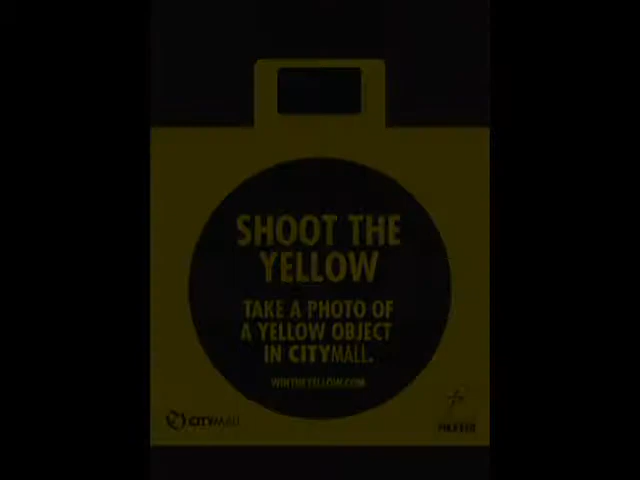 SHOOT THE
YELLOW
TAKE A PHOTO OF
A YELLOW OBJECT
IN CITYMALL.
WINTHEYELLOW.COM
CITYMALL